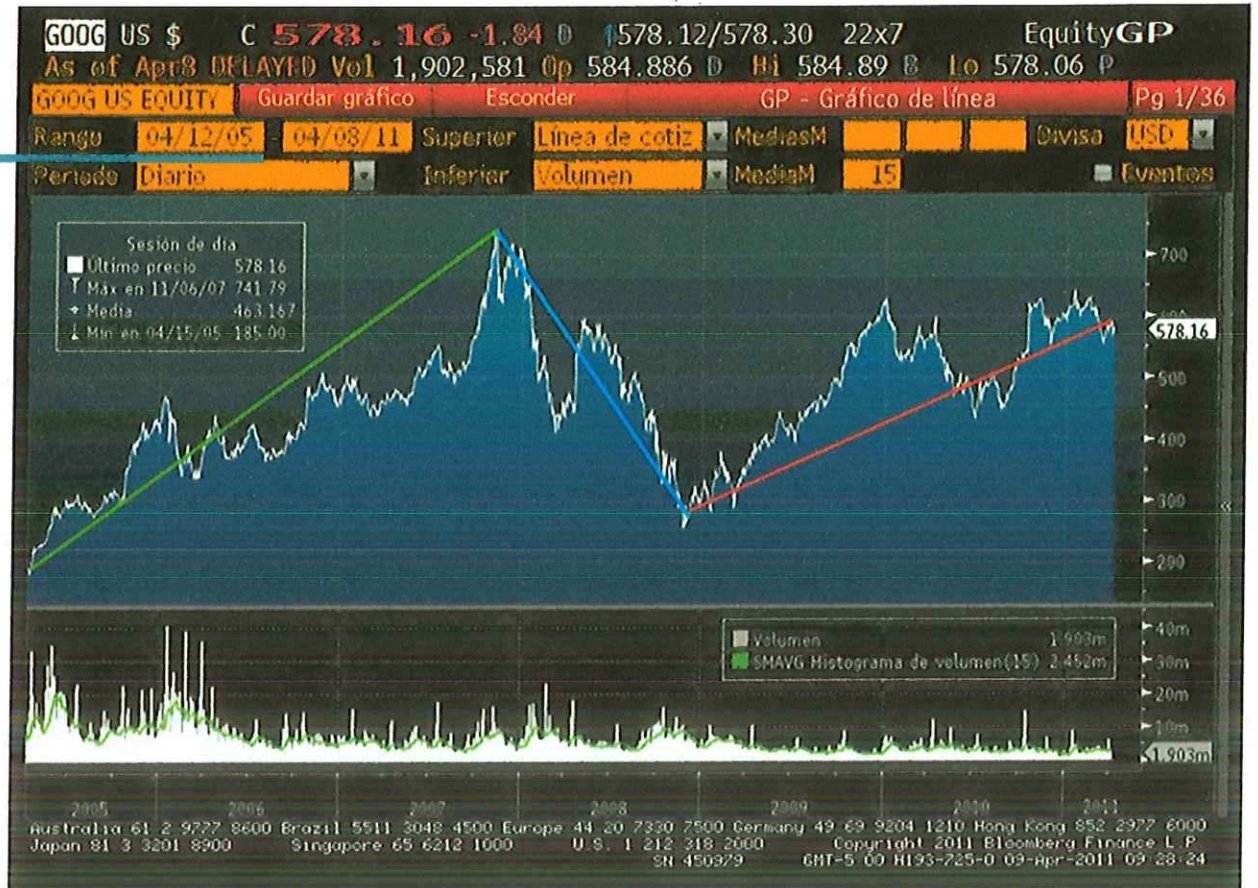 GOOG US $ C 578.16 -1.84 D ↑578.12/578.30 22x7 EquityGP
As of Apr8 DELAYED Vol 1,902,581 Op 584.886 D Hi 584.89 B Lo 578.06 P
GOOG US EQUITY Guardar gráfico Esconder GP - Gráfico de línea Pg 1/36
Rango 04/12/05 - 04/08/11 Superior Línea de cotiz MediasM Divisa USD
Periodo Diario Inferior Volumen MediaM 15 Eventos
Sesión de día
Último precio 578.16
Máx en 11/06/07 741.79
Media 463.167
Mín en 04/15/05 185.00
700
600
578.16
500
400
300
200
Volumen 1.903m
SMAVG Histograma de volumen(15) 2.452m
40m
30m
20m
10m
1.903m
2005 2006 2007 2008 2009 2010 2011
Australia 61 2 9777 8600 Brazil 5511 3048 4500 Europe 44 20 7330 7500 Germany 49 69 9204 1210 Hong Kong 852 2977 6000
Japan 81 3 3201 8900 Singapore 65 6212 1000 U.S. 1 212 318 2000 Copyright 2011 Bloomberg Finance L.P.
SN 450979 GMT-5:00 H193-725-0 09-Apr-2011 09:28:24